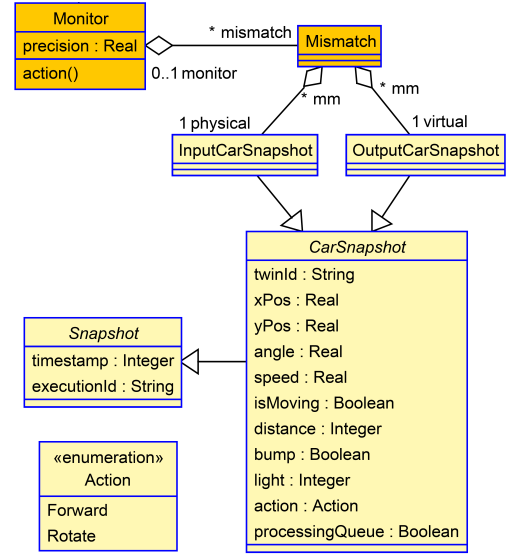 Monitor
precision : Real
action()
* mismatch
0..1 monitor
Mismatch
* mm
* mm
1 physical
1 virtual
InputCarSnapshot
OutputCarSnapshot
CarSnapshot
twinId : String
xPos : Real
yPos : Real
angle : Real
speed : Real
isMoving : Boolean
distance : Integer
bump : Boolean
light : Integer
action : Action
processingQueue : Boolean
Snapshot
timestamp : Integer
executionId : String
«enumeration»
Action
Forward
Rotate